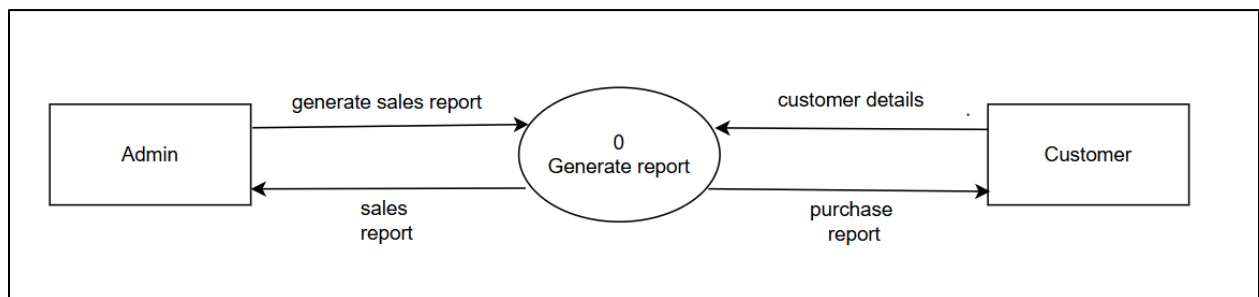 generate sales report
customer details
Admin
0
Generate report
Customer
sales
report
purchase
report